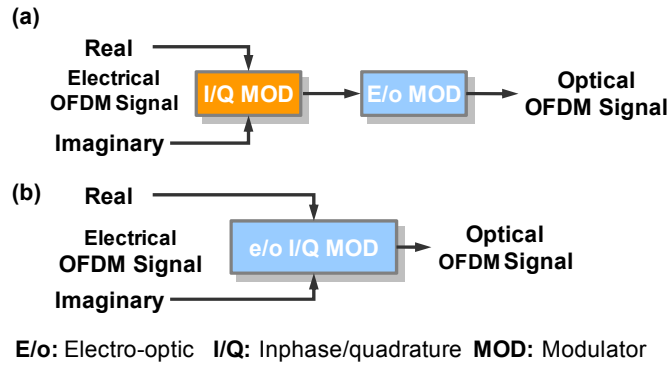 (a)
Real
Electrical
OFDM Signal
Imaginary
I/Q MOD
E/o MOD
Optical
OFDM Signal
(b)
Real
Electrical
OFDM Signal
Imaginary
e/o I/Q MOD
Optical
OFDM Signal
E/o: Electro-optic I/Q: Inphase/quadrature MOD: Modulator